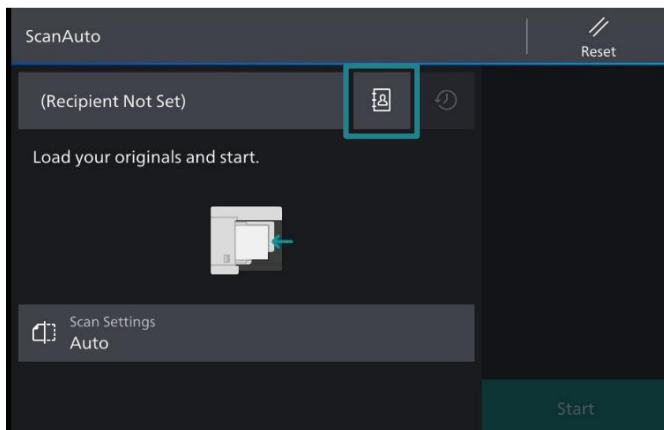 ScanAuto
Reset
(Recipient Not Set)
Load your originals and start.
Scan Settings
Auto
Start